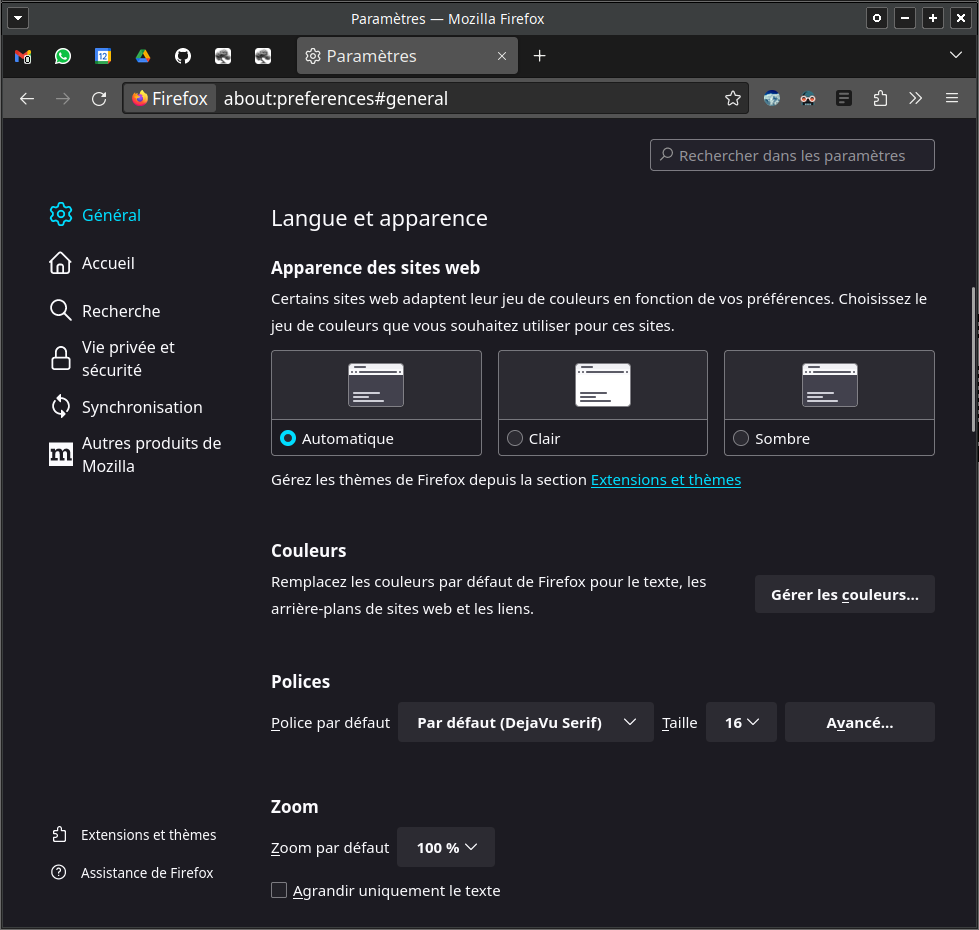 Paramètres — Mozilla Firefox
Paramètres
Firefox
about:preferences#general
Rechercher dans les paramètres
Général
Accueil
Recherche
Vie privée et
sécurité
Synchronisation
m
Autres produits de
Mozilla
Extensions et thèmes
Assistance de Firefox
Langue et apparence
Apparence des sites web
Certains sites web adaptent leur jeu de couleurs en fonction de vos préférences. Choisissez le
jeu de couleurs que vous souhaitez utiliser pour ces sites.
Automatique
Clair
Sombre
Gérez les thèmes de Firefox depuis la section Extensions et thèmes
Couleurs
Remplacez les couleurs par défaut de Firefox pour le texte, les
arrière-plans de sites web et les liens.
Gérer les couleurs...
Polices
Police par défaut Par défaut (DejaVu Serif) Taille 16 Avancé...
Zoom
Zoom par défaut 100 %
Agrandir uniquement le texte